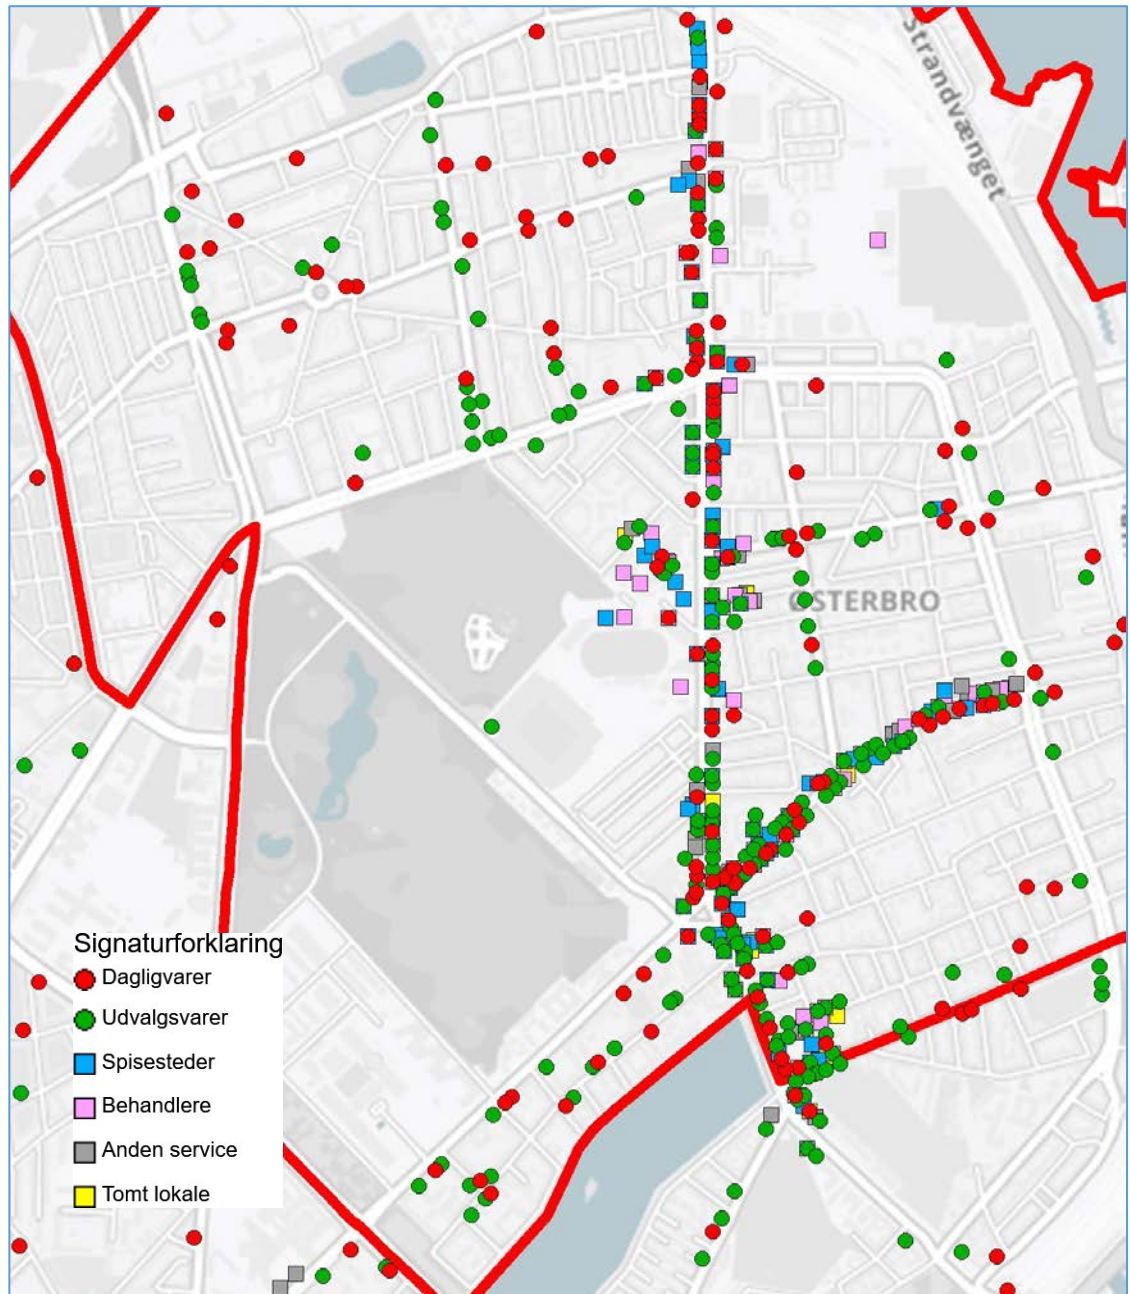 Strandvænget
ØSTERBRO
Signaturforklaring
Dagligvarer
Udvalgsvarer
Spisesteder
Behandlere
Anden service
Tomt lokale